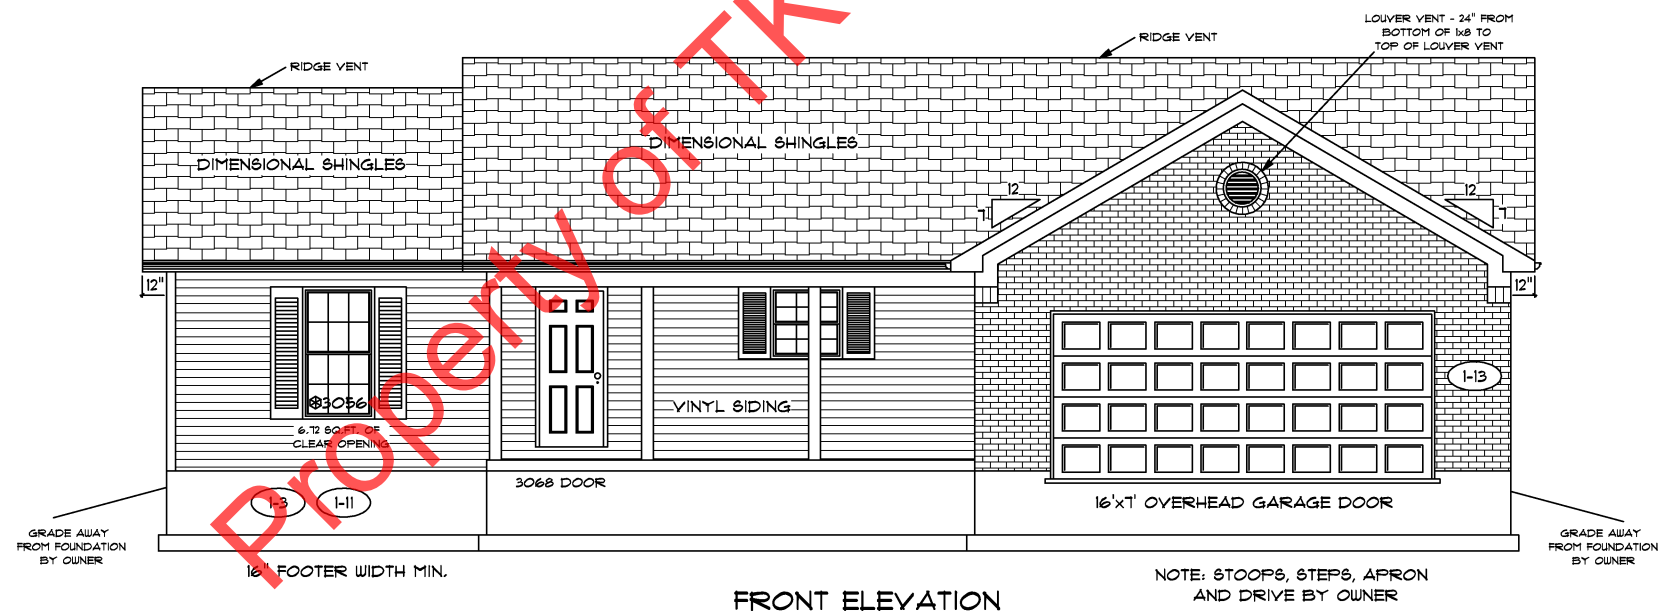 LOUVER VENT - 24" FROM
BOTTOM OF 1x8 TO
TOP OF LOUVER VENT
RIDGE VENT
RIDGE VENT
DIMENSIONAL SHINGLES
DIMENSIONAL SHINGLES
12
7
12
7
12"
12"
3056
6.72 SQ.FT. OF
CLEAR OPENING
VINYL SIDING
1-13
3068 DOOR
1-3
1-11
16'x7' OVERHEAD GARAGE DOOR
GRADE AWAY
FROM FOUNDATION
BY OWNER
GRADE AWAY
FROM FOUNDATION
BY OWNER
16" FOOTER WIDTH MIN.
NOTE: STOOPS, STEPS, APRON
AND DRIVE BY OWNER
FRONT ELEVATION
Property of TK